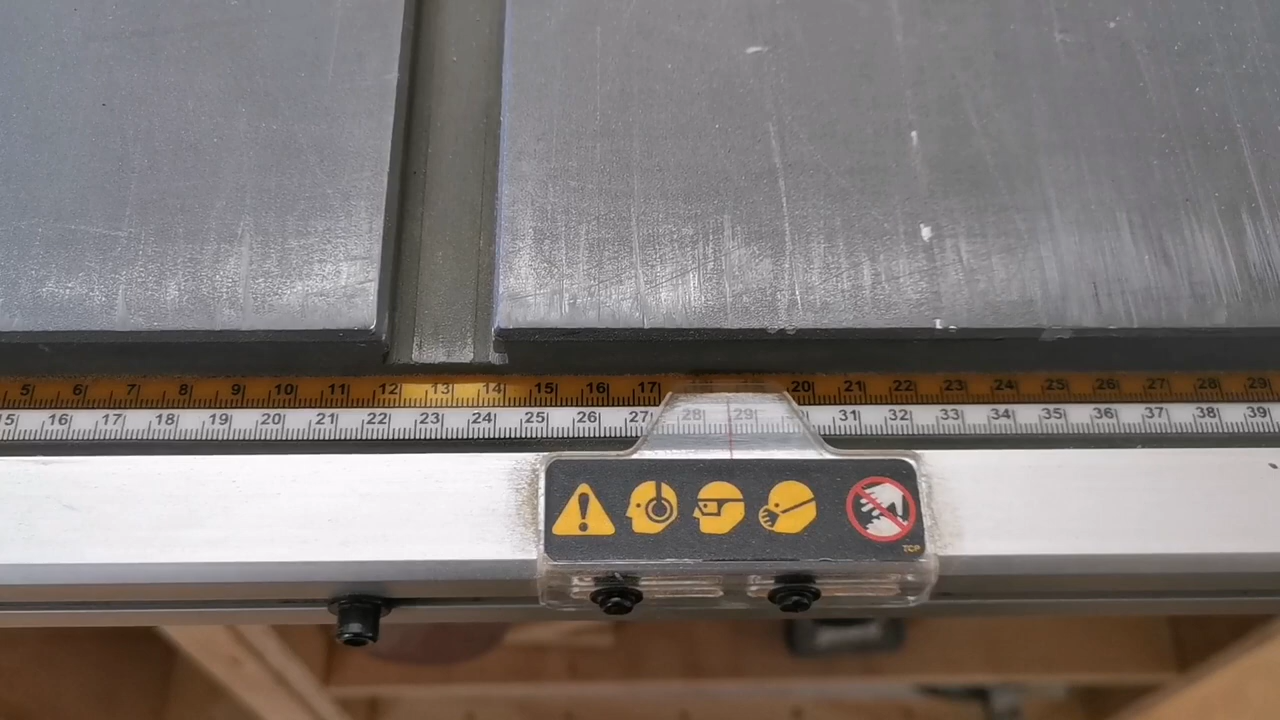 5 6 7 8 9 10 11 12 13 14 15 16 17 20 21 22 23 24 25 26 27 28 29
15 16 17 18 19 20 21 22 23 24 25 26 27 28 29 31 32 33 34 35 36 37 38 39
!
TCP